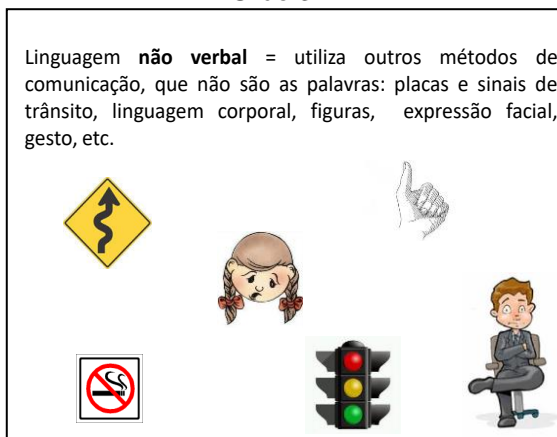 Linguagem não verbal = utiliza outros métodos de
comunicação, que não são as palavras: placas e sinais de
trânsito, linguagem corporal, figuras, expressão facial,
gesto, etc.